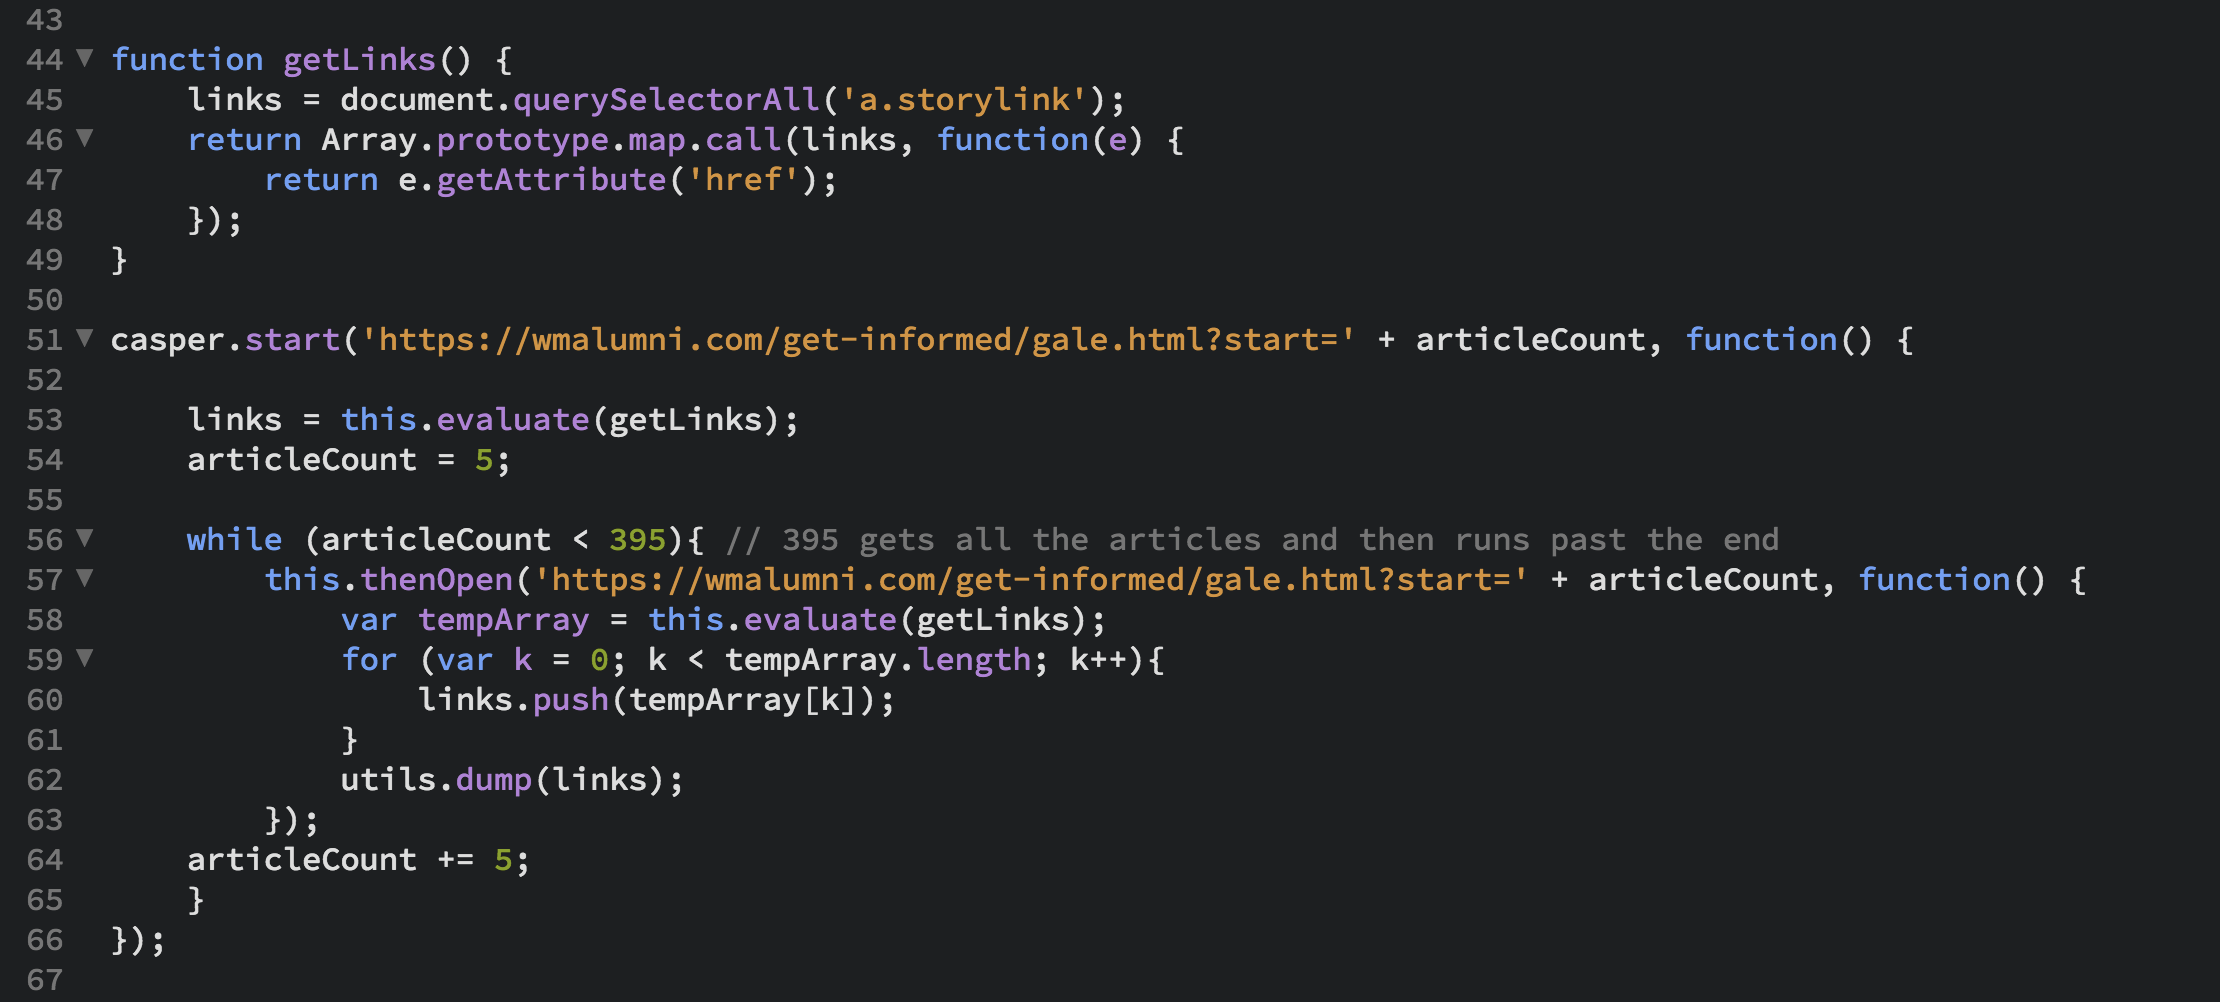 43
44 ▼ function getLinks() {
45     links = document.querySelectorAll('a.storylink');
46 ▼     return Array.prototype.map.call(links, function(e) {
47         return e.getAttribute('href');
48     });
49 }
50
51 ▼ casper.start('https://wmalumni.com/get-informed/gale.html?start=' + articleCount, function() {
52
53     links = this.evaluate(getLinks);
54     articleCount = 5;
55
56 ▼     while (articleCount < 395){ // 395 gets all the articles and then runs past the end
57 ▼         this.thenOpen('https://wmalumni.com/get-informed/gale.html?start=' + articleCount, function() {
58             var tempArray = this.evaluate(getLinks);
59 ▼             for (var k = 0; k < tempArray.length; k++){
60                 links.push(tempArray[k]);
61             }
62             utils.dump(links);
63         });
64     articleCount += 5;
65     }
66 });
67